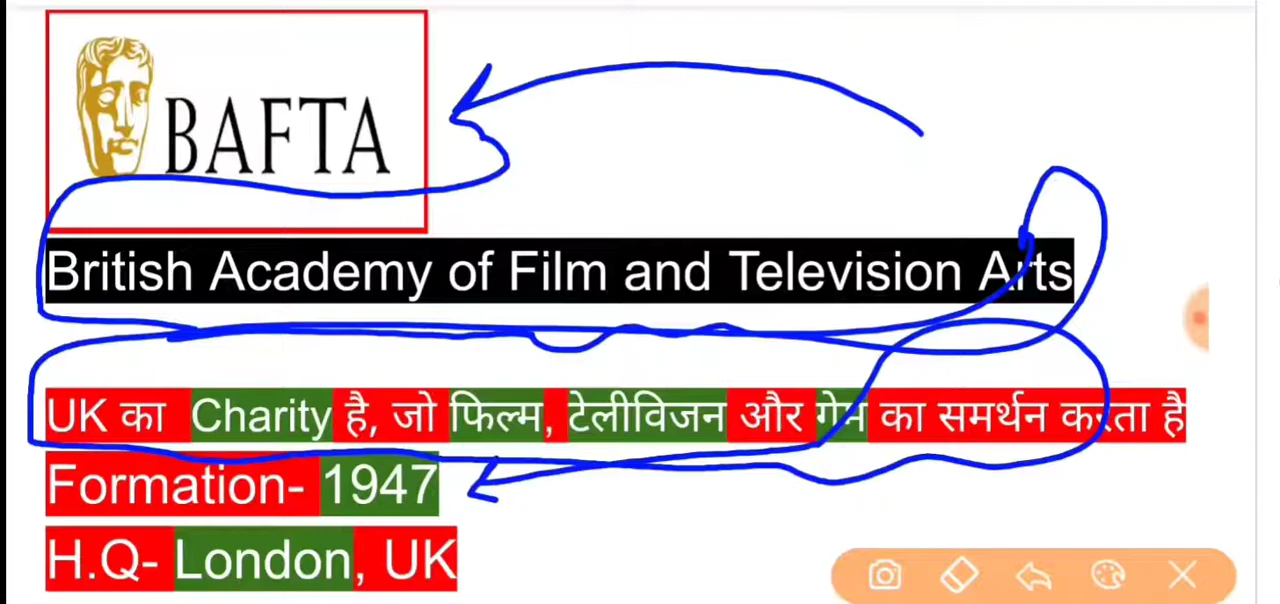 BAFTA
British Academy of Film and Television Arts
UK का Charity है, जो फिल्म, टेलीविजन और गेम का समर्थन करता है
Formation- 1947
H.Q- London, UK